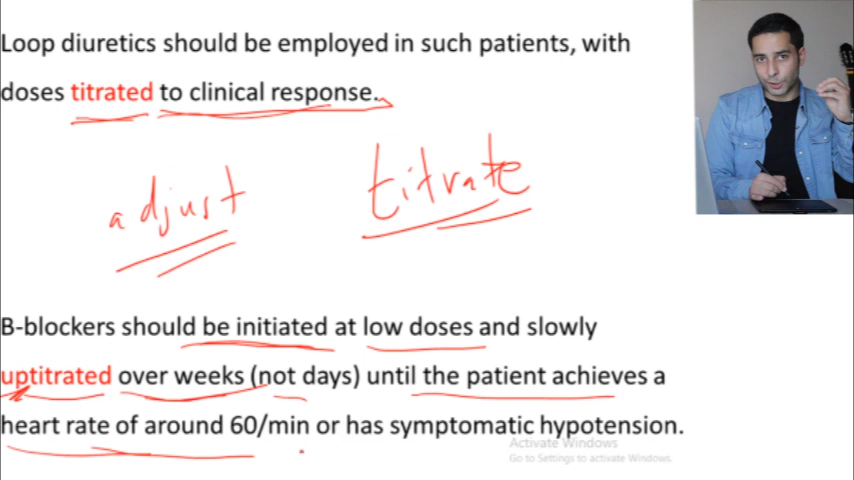 Loop diuretics should be employed in such patients, with
doses titrated to clinical response.
adjust titrate
B-blockers should be initiated at low doses and slowly
uptitrated over weeks (not days) until the patient achieves a
heart rate of around 60/min or has symptomatic hypotension.
Activate Windows
Go to Settings to activate Windows.